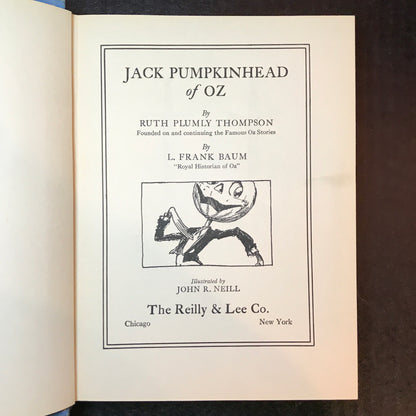 JACK PUMPKINHEAD
of OZ
By
RUTH PLUMLY THOMPSON
Founded on and continuing the Famous Oz Stories
By
L. FRANK BAUM
"Royal Historian of Oz"
Illustrated by
JOHN R. NEILL
The Reilly & Lee Co.
Chicago New York